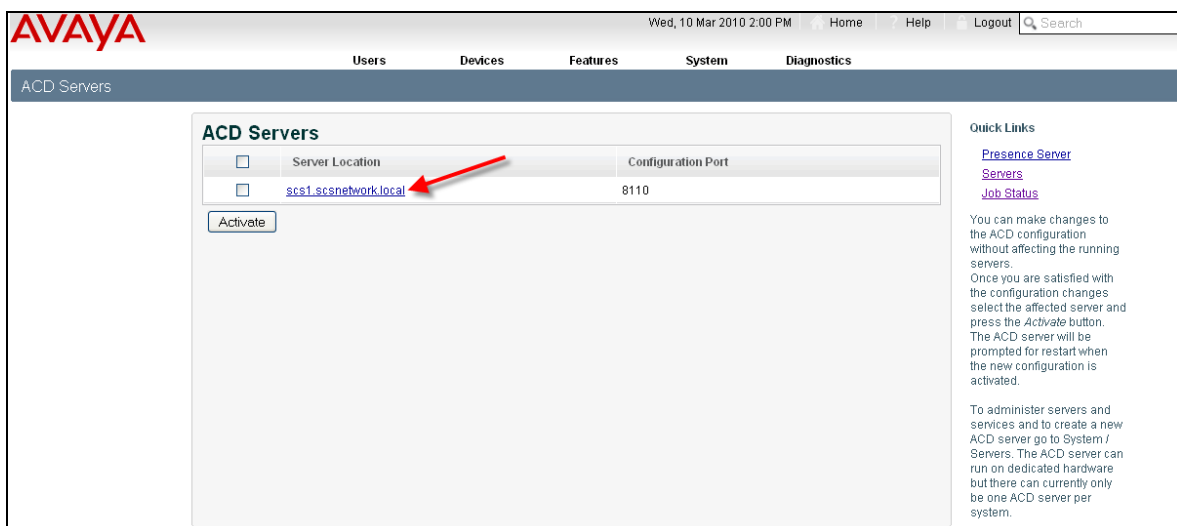 AVAYA
Wed, 10 Mar 2010 2:00 PM Home ? Help Logout Search
Users Devices Features System Diagnostics
ACD Servers
ACD Servers
Server Location Configuration Port
scs1.scsnetwork.local 8110
Activate
Quick Links
Presence Server
Servers
Job Status
You can make changes to
the ACD configuration
without affecting the running
servers.
Once you are satisfied with
the configuration changes
select the affected server and
press the Activate button.
The ACD server will be
prompted for restart when
the new configuration is
activated.
To administer servers and
services and to create a new
ACD server go to System /
Servers. The ACD server can
run on dedicated hardware
but there can currently only
be one ACD server per
system.